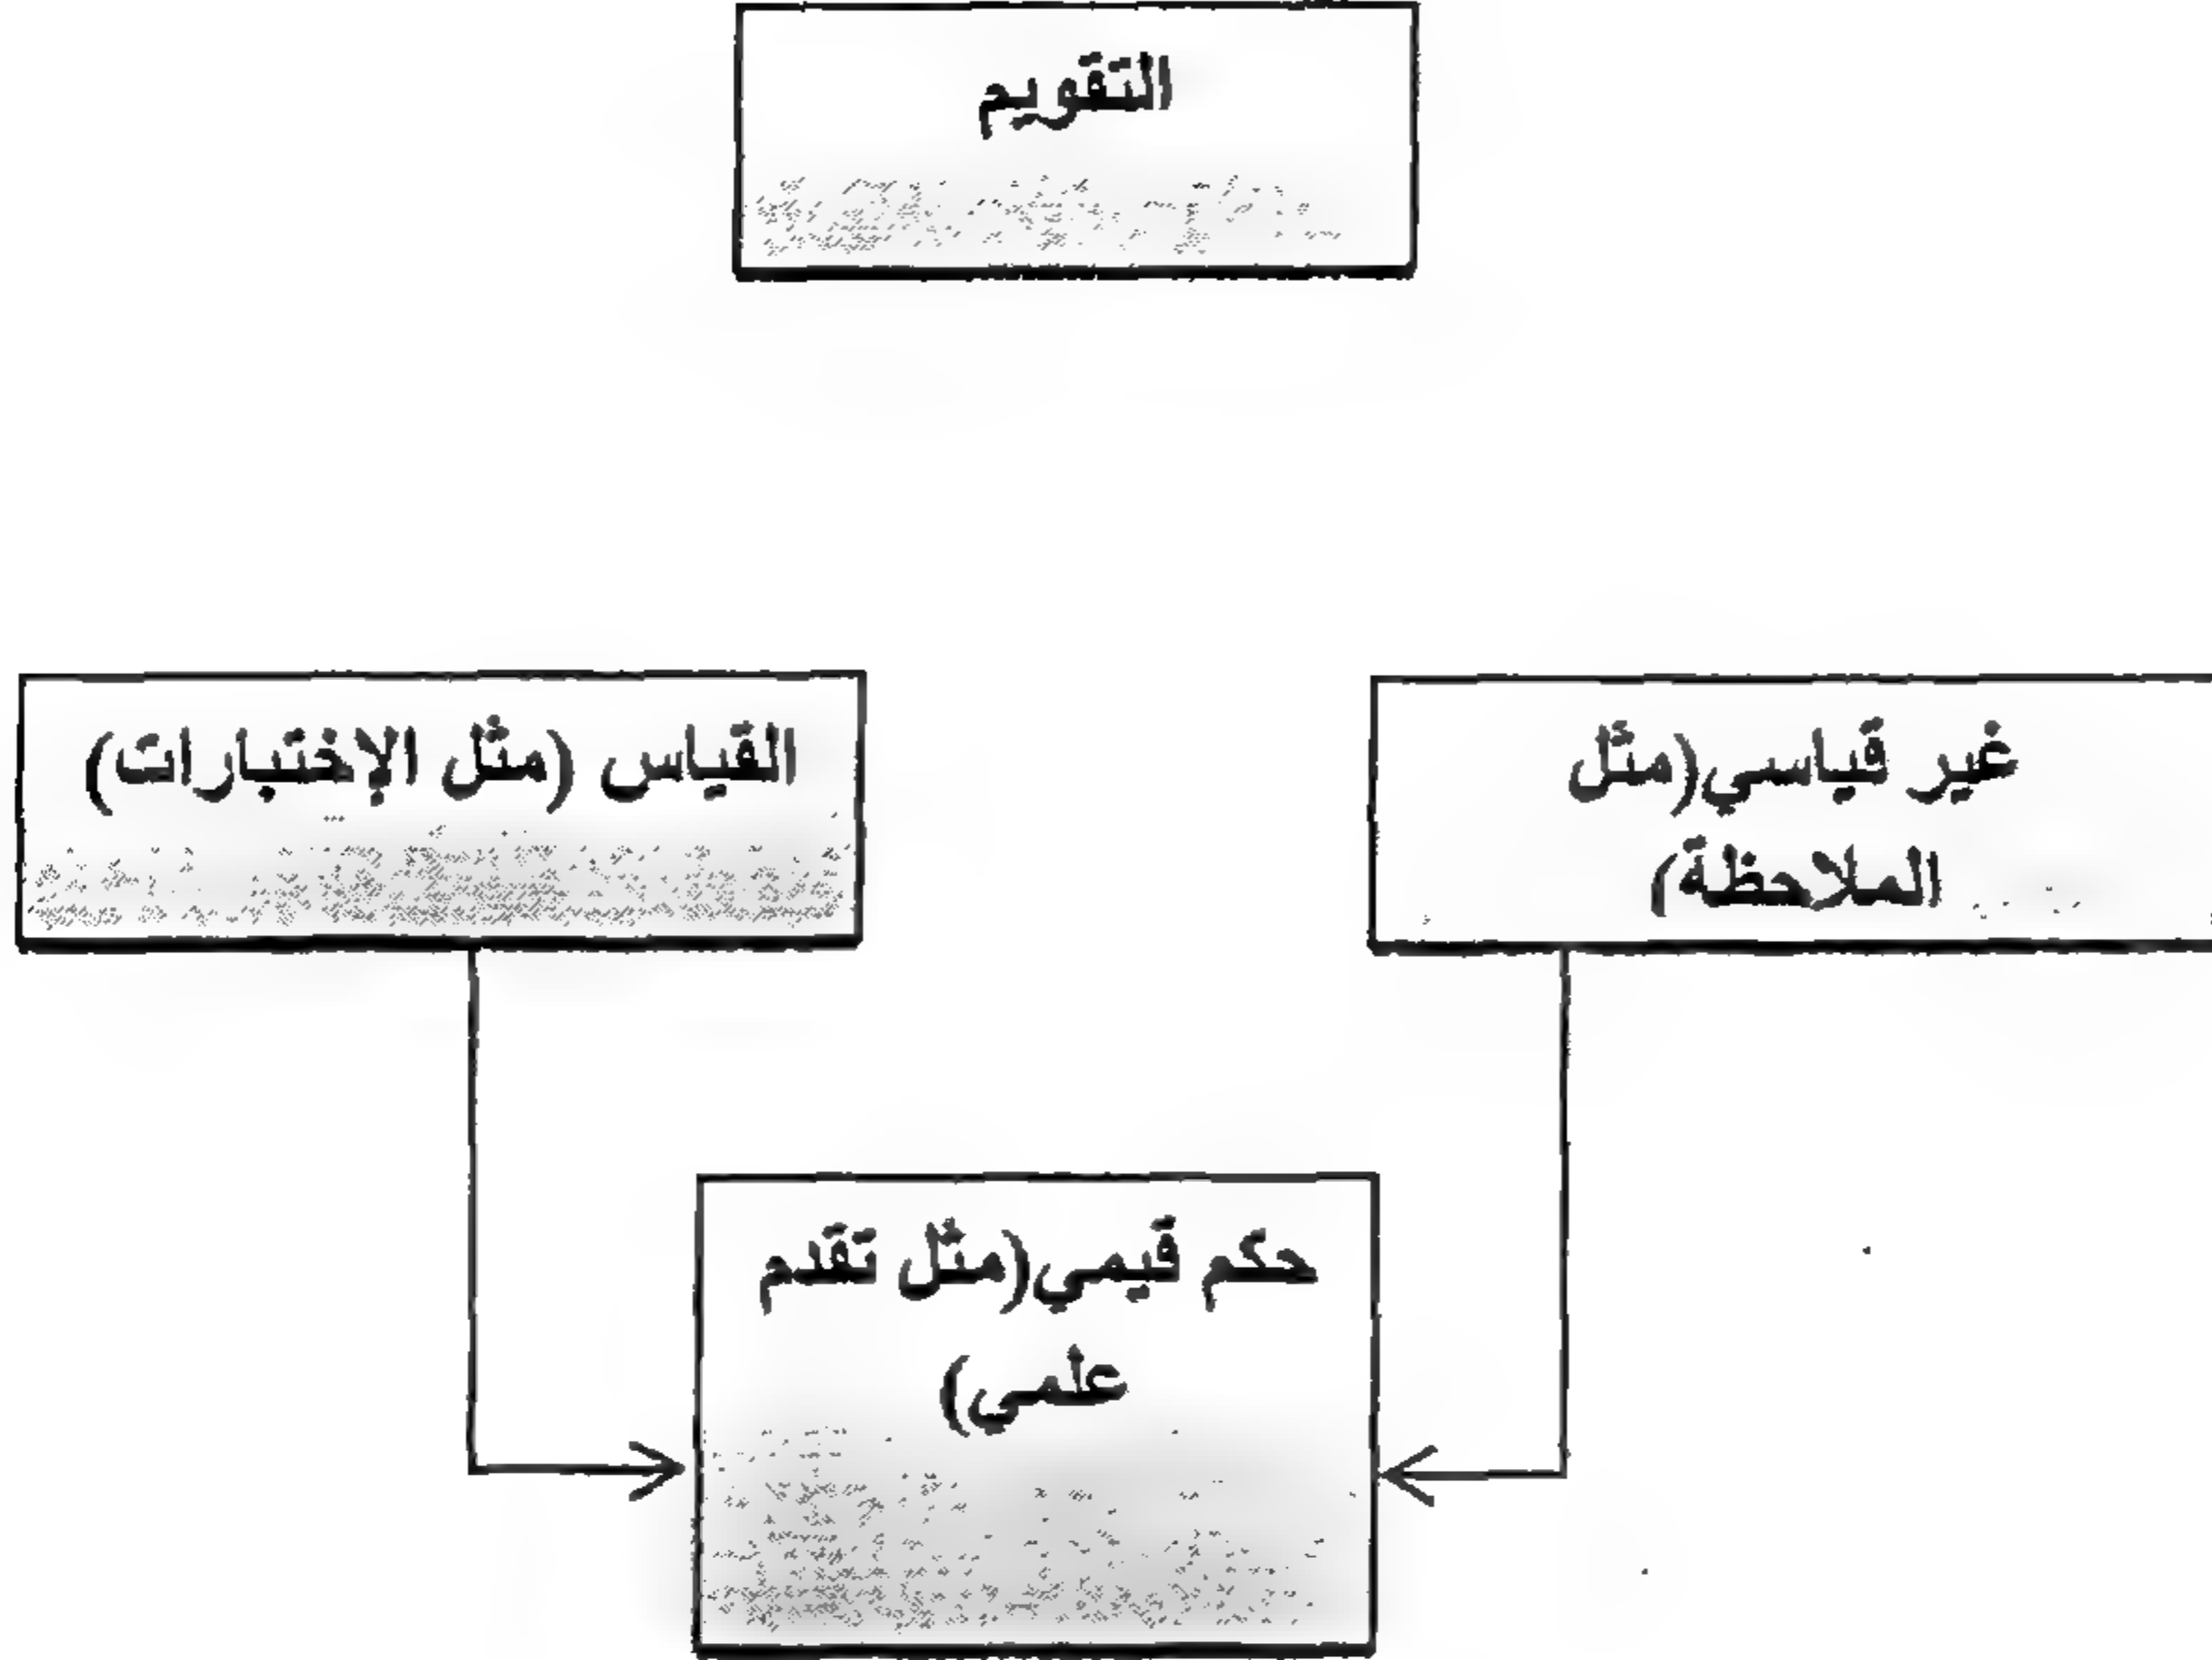 التقويم
غير قياسي(مثل
الملاحظة)
القياس (مثل الإختبارات)
حكم قيمي(مثل تقدم
علمي)